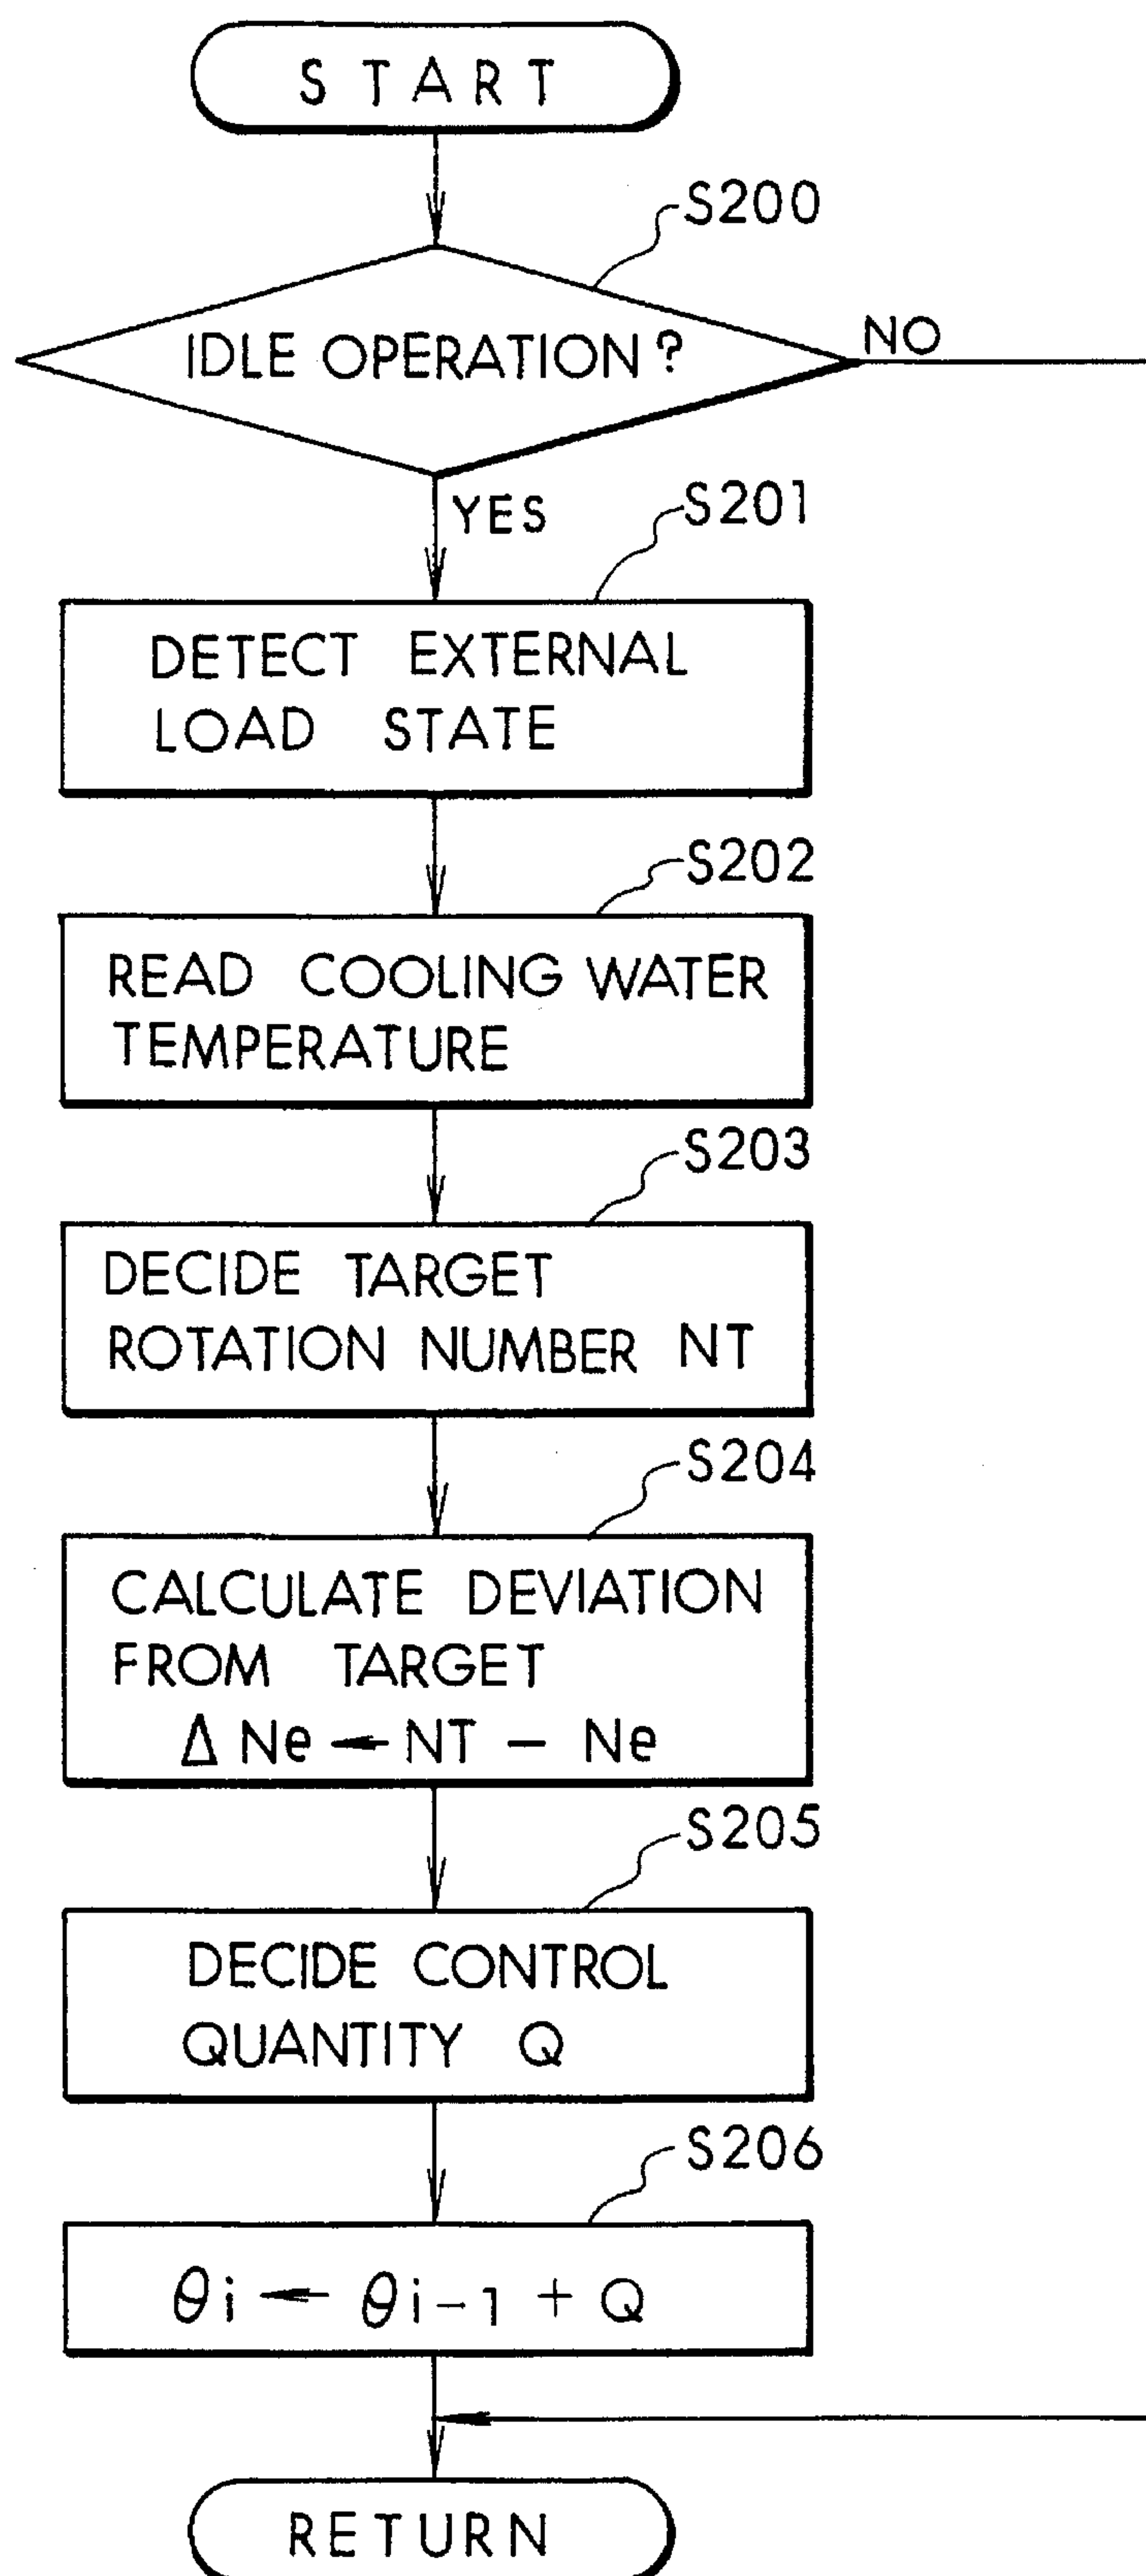 START
S200
IDLE OPERATION?
NO
YES
S201
DETECT EXTERNAL
LOAD STATE
S202
READ COOLING WATER
TEMPERATURE
S203
DECIDE TARGET
ROTATION NUMBER NT
S204
CALCULATE DEVIATION
FROM TARGET
Δ Ne ← NT − Ne
S205
DECIDE CONTROL
QUANTITY Q
S206
θi ← θi−1 + Q
RETURN